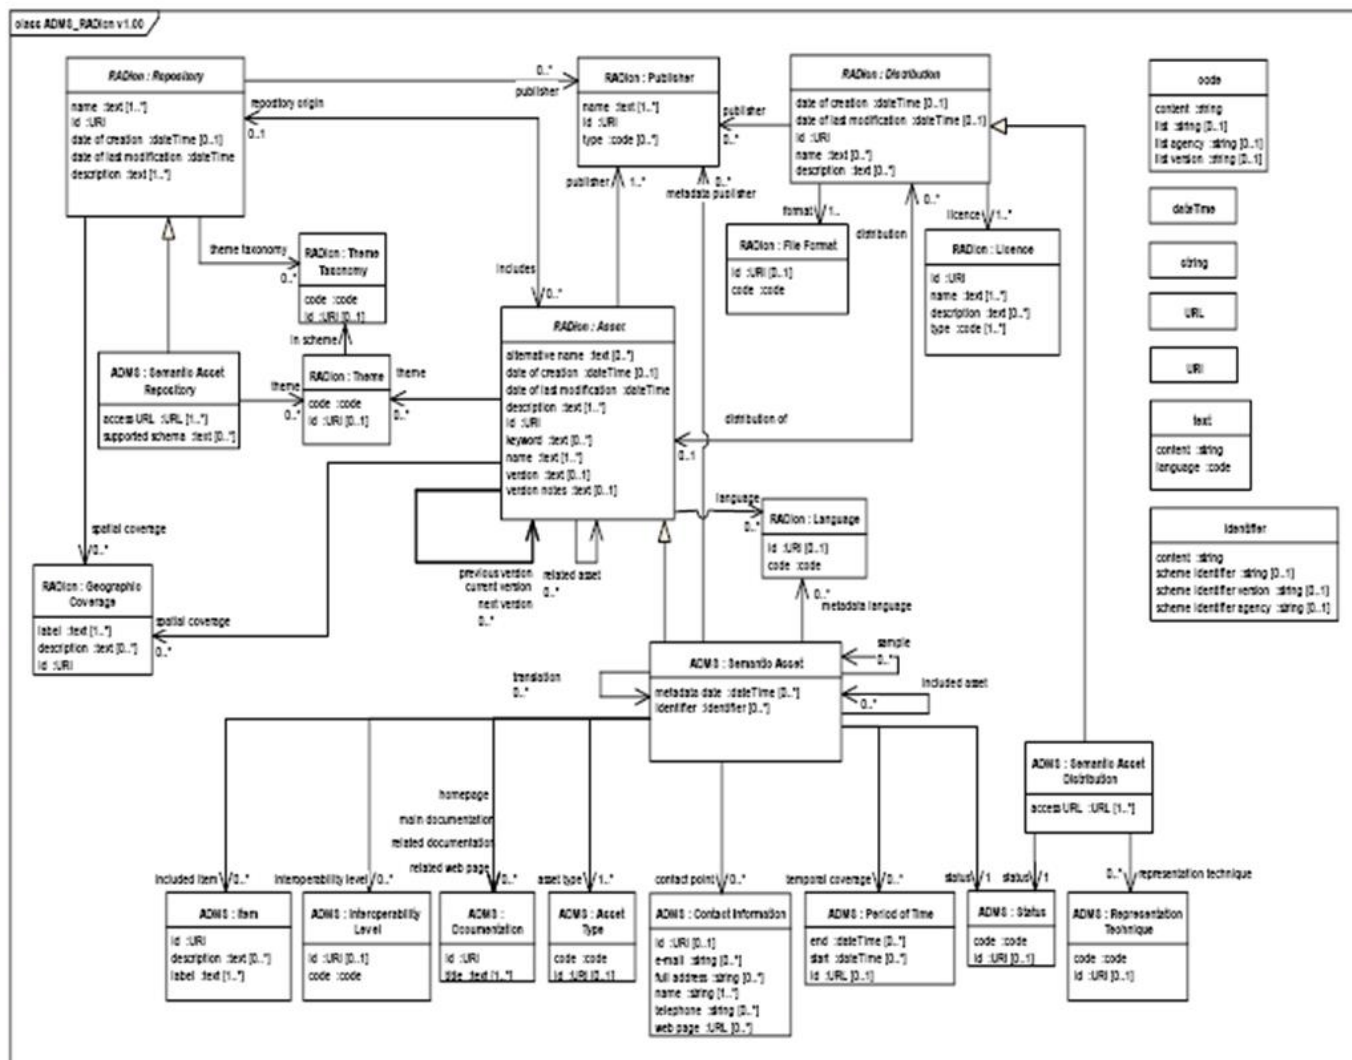 class ADMS_RADion v1.00
RADion : Repository
name :text [1..*]
id :URI
date of creation :dateTime [0..1]
date of last modification :dateTime
description :text [1..*]
0..*
publisher
repository origin
0..1
RADion : Publisher
name :text [1..*]
id :URI
type :code [0..*]
publisher
0..*
RADion : Distribution
date of creation :dateTime [0..1]
date of last modification :dateTime [0..1]
id :URI
name :text [0..*]
description :text [0..*]
code
content :string
list :string [0..1]
list agency :string [0..1]
list version :string [0..1]
dateTime
string
URL
URI
text
content :string
language :code
identifier
content :string
scheme identifier :string [0..1]
scheme identifier version :string [0..1]
scheme identifier agency :string [0..1]
publisher
1..*
0..*
metadata publisher
format
1..
distribution
0..*
licence
1..*
RADion : File Format
id :URI [0..1]
code :code
RADion : Licence
id :URI
name :text [1..*]
description :text [0..*]
type :code [1..*]
theme taxonomy
0..*
RADion : Theme
Taxonomy
code :code
id :URI [0..1]
in scheme
includes
0..*
RADion : Asset
alternative name :text [0..*]
date of creation :dateTime [0..1]
date of last modification :dateTime
description :text [1..*]
id :URI
keyword :text [0..*]
name :text [1..*]
version :text [0..1]
version notes :text [0..1]
ADMS : Semantic Asset
Repository
access URL :URL [1..*]
supported schema :text [0..*]
theme
0..*
RADion : Theme
code :code
id :URI [0..1]
theme
0..*
distribution of
0..1
language
0..*
RADion : Language
id :URI [0..1]
code :code
0..*
metadata language
spatial coverage
0..*
RADion : Geographic
Coverage
label :text [1..*]
description :text [0..*]
id :URI
spatial coverage
0..*
previous version
current version
next version
0..*
related asset
0..*
ADMS : Semantic Asset
metadata date :dateTime [0..*]
identifier :identifier [0..*]
translation
0..*
sample
0..*
included asset
0..*
ADMS : Semantic Asset
Distribution
access URL :URL [1..*]
homepage
main documentation
related documentation
related web page
0..*
included item
0..*
interoperability level
0..*
asset type
1..*
contact point
0..*
temporal coverage
0..*
status
1
status
1
0..*
representation technique
ADMS : Item
id :URI
description :text [0..*]
label :text [1..*]
ADMS : Interoperability
Level
id :URI [0..1]
code :code
ADMS :
Documentation
id :URI
title :text [1..*]
ADMS : Asset
Type
code :code
id :URI [0..1]
ADMS : Contact Information
id :URI [0..1]
e-mail :string [0..*]
full address :string [0..*]
name :string [1..*]
telephone :string [0..*]
web page :URL [0..*]
ADMS : Period of Time
end :dateTime [0..*]
start :dateTime [0..*]
id :URL [0..1]
ADMS : Status
code :code
id :URI [0..1]
ADMS : Representation
Technique
code :code
id :URI [0..1]